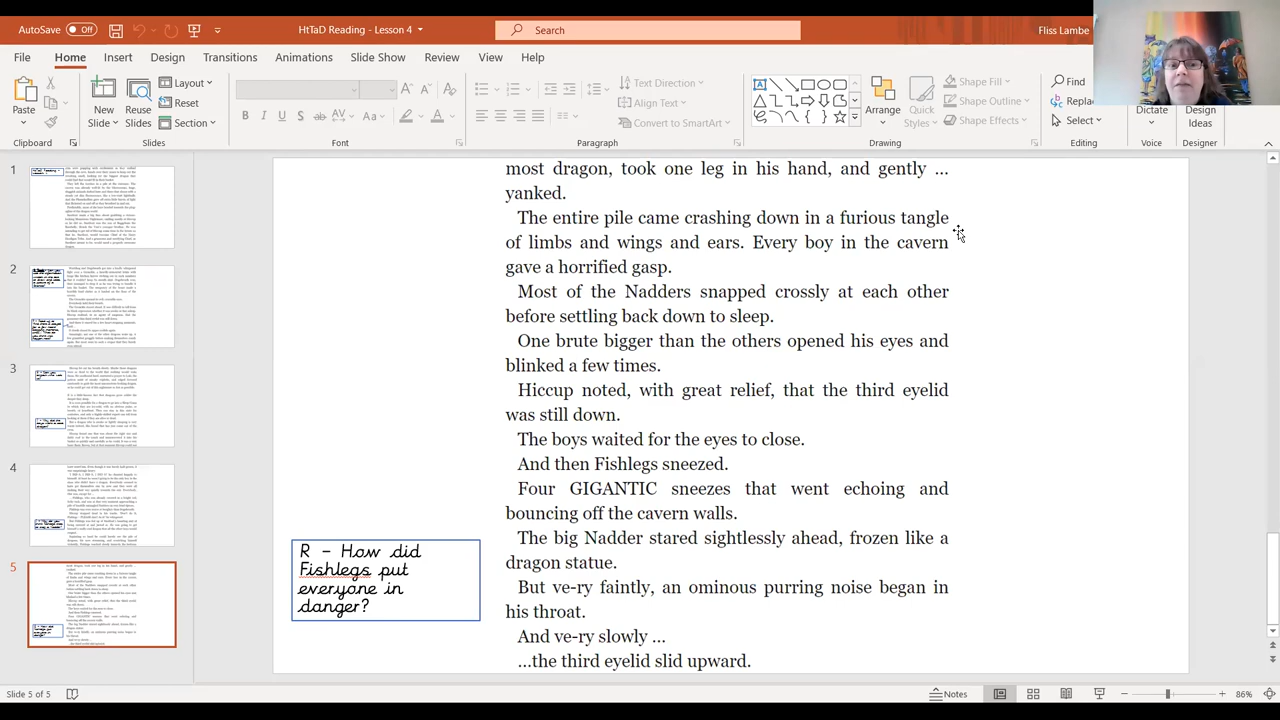 AutoSave Off HtTaD Reading - Lesson 4 Search Fliss Lambe
File Home Insert Design Transitions Animations Slide Show Review View Help
Paste New Slide Reuse Slides Layout Reset Section Text Direction Align Text Convert to SmartArt Arrange Quick Styles Shape Fill Shape Outline Shape Effects Find Select Dictate Design Ideas
Clipboard Slides Font Paragraph Drawing Editing Voice Designer
1
2
3
4
5
most dragon, took one leg in his hand, and gently ...
The entire pile came crashing down in a furious tangle
of limbs and wings and ears. Every boy in the cavern
horrified gasp.
Most of the Nadders snapped at each other
before settling back down to sleep.
One brute bigger than the others opened his eyes and
blinked a few times.
Hiccup noted, with great relief, that the third eyelid
was still down.
The boys waited for the eyes to close.
And then Fishlegs sneezed.
Four GIGANTIC sneezes that went echoing and
bouncing off the cavern walls.
The big Nadder stared sightlessly ahead, frozen like a
dragon statue.
But ve-ry faintly, an ominous purring noise began in
his throat.
And ve-ry slowly ...
...the third eyelid slid upward.
R - How did
Fishlegs put
everyone in
danger?
Slide 5 of 5 Notes 86%